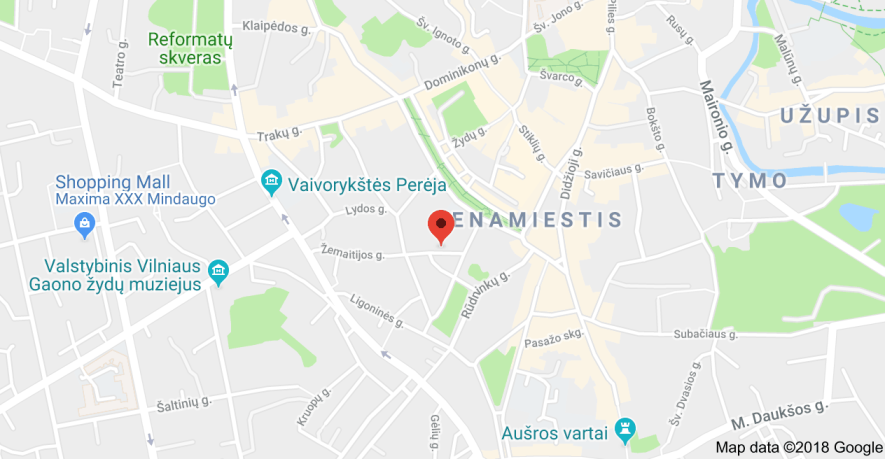 Klaipėdos g.
Šv. Ignoto g.
Šv. Jono g.
Pilies g.
Rusų g.
Malūnų g.
Reformatų
skveras
Teatro g.
Dominikonų g.
Švarco g.
Maironio g.
Bokšto g.
UŽUPIS
Trakų g.
Žydų g.
Stiklių g.
Didžioji g.
Savičiaus g.
TYMO
Shopping Mall
Maxima XXX Mindaugo
Vaivorykštės Perėja
Lydos g.
ENAMIESTIS
Žemaitijos g.
Valstybinis Vilniaus
Gaono žydų muziejus
Ligoninės g.
Rūdninkų g.
Pasažo skg.
Subačiaus g.
Šv. Dvasios g.
Šaltinių g.
Kruopų g.
Gėlių g.
Aušros vartai
M. Daukšos g.
Map data ©2018 Google